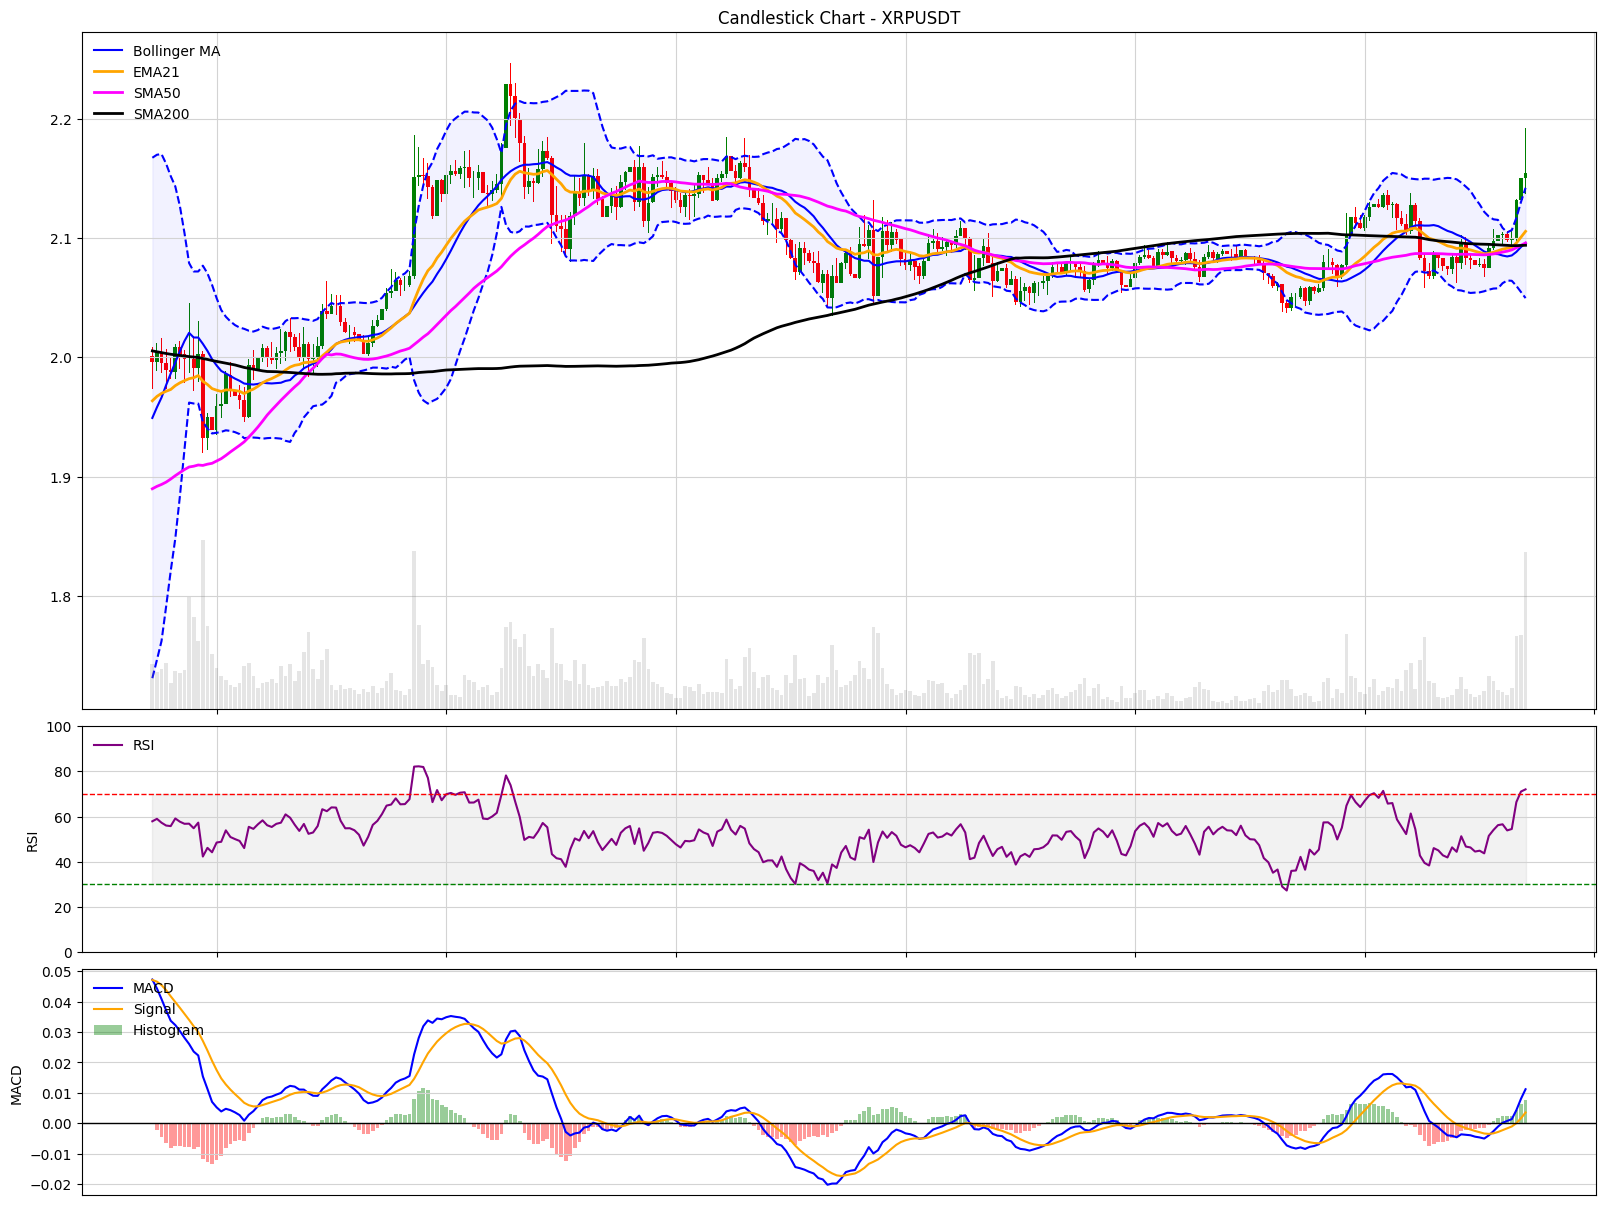 Candlestick Chart - XRPUSDT
Bollinger MA
EMA21
SMA50
SMA200
2.2
2.1
2.0
1.9
1.8
100
80
60
40
20
0
RSI
RSI
0.05
0.04
0.03
0.02
0.01
0.00
−0.01
−0.02
MACD
MACD
Signal
Histogram